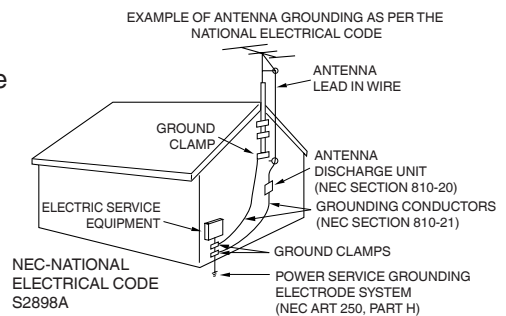 EXAMPLE OF ANTENNA GROUNDING AS PER THE
NATIONAL ELECTRICAL CODE
e
ANTENNA
LEAD IN WIRE
GROUND
CLAMP
ANTENNA
DISCHARGE UNIT
(NEC SECTION 810-20)
ELECTRIC SERVICE
EQUIPMENT
GROUNDING CONDUCTORS
(NEC SECTION 810-21)
GROUND CLAMPS
NEC-NATIONAL
ELECTRICAL CODE
S2898A
POWER SERVICE GROUNDING
ELECTRODE SYSTEM
(NEC ART 250, PART H)